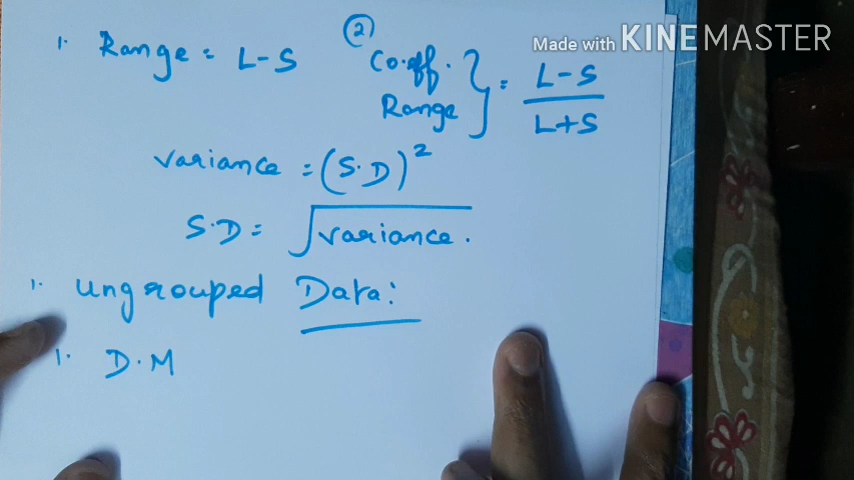 Made with KINEMASTER
1. Range = L-S
② Co.eff. Range } = L-S / L+S
variance = (S.D)²
S.D = √variance.
1. ungrouped Data:
1. D.M